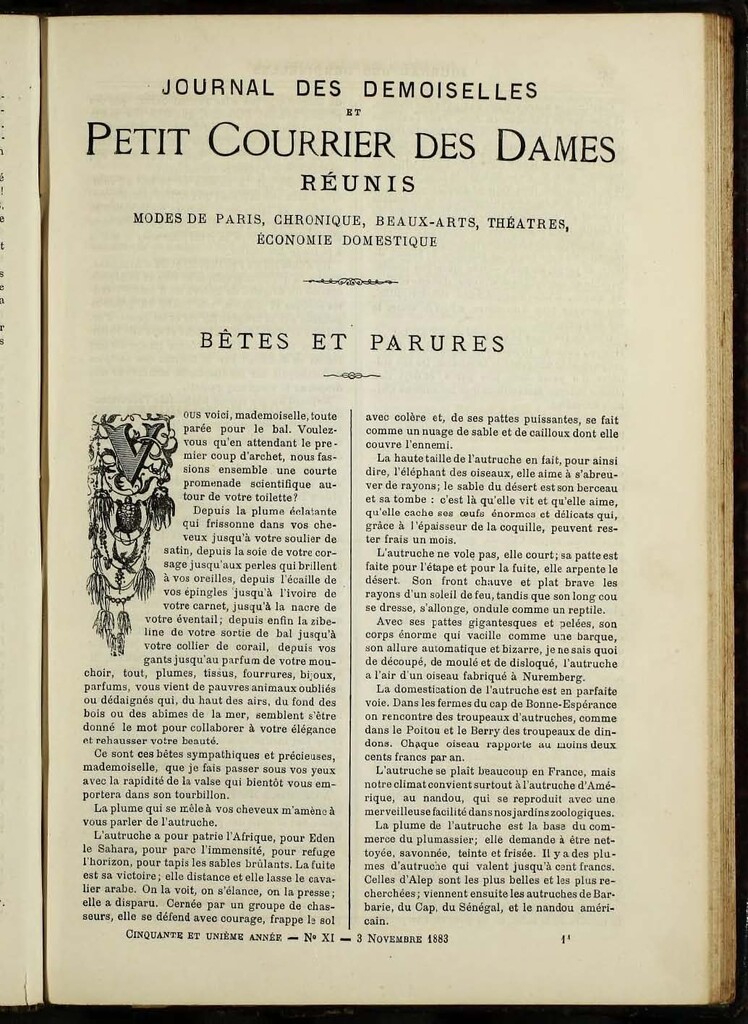 JOURNAL DES DEMOISELLES
ET
PETIT COURRIER DES DAMES
RÉUNIS
MODES DE PARIS, CHRONIQUE, BEAUX-ARTS, THÉATRES,
ÉCONOMIE DOMESTIQUE
BÊTES ET PARURES
VOUS voici, mademoiselle, toute
parée pour le bal. Voulez-
vous qu'en attendant le pre-
mier coup d'archet, nous fas-
sions ensemble une courte
promenade scientifique au-
tour de votre toilette?
Depuis la plume éclatante
qui frissonne dans vos che-
veux jusqu'à votre soulier de
satin, depuis la soie de votre cor-
sage jusqu'aux perles qui brillent
à vos oreilles, depuis l'écaille de
vos épingles jusqu'à l'ivoire de
votre carnet, jusqu'à la nacre de
votre éventail; depuis enfin la zibe-
line de votre sortie de bal jusqu'à
votre collier de corail, depuis vos
gants jusqu'au parfum de votre mou-
choir, tout, plumes, tissus, fourrures, bijoux,
parfums, vous vient de pauvres animaux oubliés
ou dédaignés qui, du haut des airs, du fond des
bois ou des abîmes de la mer, semblent s'être
donné le mot pour collaborer à votre élégance
et rehausser votre beauté.
Ce sont ces bêtes sympathiques et précieuses,
mademoiselle, que je fais passer sous vos yeux
avec la rapidité de la valse qui bientôt vous em-
portera dans son tourbillon.
La plume qui se mêle à vos cheveux m'amène à
vous parler de l'autruche.
L'autruche a pour patrie l'Afrique, pour Eden
le Sahara, pour parc l'immensité, pour refuge
l'horizon, pour tapis les sables brûlants. La fuite
est sa victoire; elle distance et elle lasse le cava-
lier arabe. On la voit, on s'élance, on la presse;
elle a disparu. Cernée par un groupe de chas-
seurs, elle se défend avec courage, frappe le sol
avec colère et, de ses pattes puissantes, se fait
comme un nuage de sable et de cailloux dont elle
couvre l'ennemi.
La haute taille de l'autruche en fait, pour ainsi
dire, l'éléphant des oiseaux, elle aime à s'abreu-
ver de rayons; le sable du désert est son berceau
et sa tombe : c'est là qu'elle vit et qu'elle aime,
qu'elle cache ses œufs énormes et délicats qui,
grâce à l'épaisseur de la coquille, peuvent res-
ter frais un mois.
L'autruche ne vole pas, elle court; sa patte est
faite pour l'étape et pour la fuite, elle arpente le
désert. Son front chauve et plat brave les
rayons d'un soleil de feu, tandis que son long cou
se dresse, s'allonge, ondule comme un reptile.
Avec ses pattes gigantesques et pelées, son
corps énorme qui vacille comme une barque,
son allure automatique et bizarre, je ne sais quoi
de découpé, de moulé et de disloqué, l'autruche
a l'air d'un oiseau fabriqué à Nuremberg.
La domestication de l'autruche est en parfaite
voie. Dans les fermes du cap de Bonne-Espérance
on rencontre des troupeaux d'autruches, comme
dans le Poitou et le Berry des troupeaux de din-
dons. Chaque oiseau rapporte au moins deux
cents francs par an.
L'autruche se plaît beaucoup en France, mais
notre climat convient surtout à l'autruche d'Amé-
rique, au nandou, qui se reproduit avec une
merveilleuse facilité dans nos jardins zoologiques.
La plume de l'autruche est la base du com-
merce du plumassier; elle demande à être net-
toyée, savonnée, teinte et frisée. Il y a des plu-
mes d'autruche qui valent jusqu'à cent francs.
Celles d'Alep sont les plus belles et les plus re-
cherchées; viennent ensuite les autruches de Bar-
barie, du Cap, du Sénégal, et le nandou améri-
cain.
CINQUANTE ET UNIÈME ANNÉE — No XI — 3 NOVEMBRE 1883